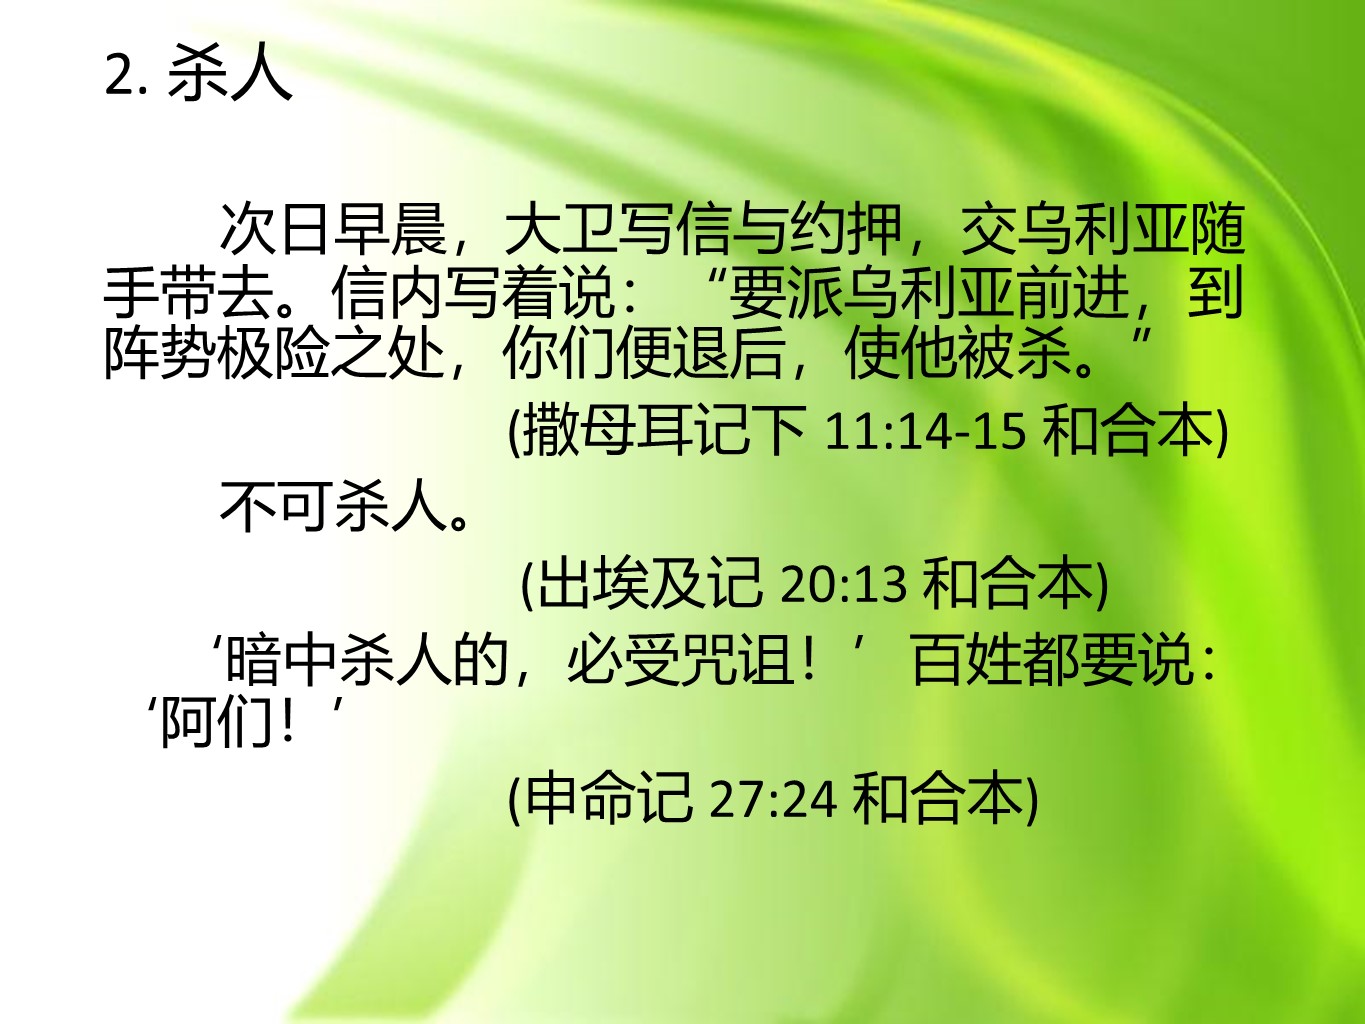 2. 杀人
次日早晨，大卫写信与约押，交乌利亚随
手带去。信内写着说：“要派乌利亚前进，到
阵势极险之处，你们便退后，使他被杀。”
(撒母耳记下 11:14-15 和合本)
不可杀人。
(出埃及记 20:13 和合本)
‘暗中杀人的，必受咒诅！’百姓都要说：
‘阿们！’
(申命记 27:24 和合本)